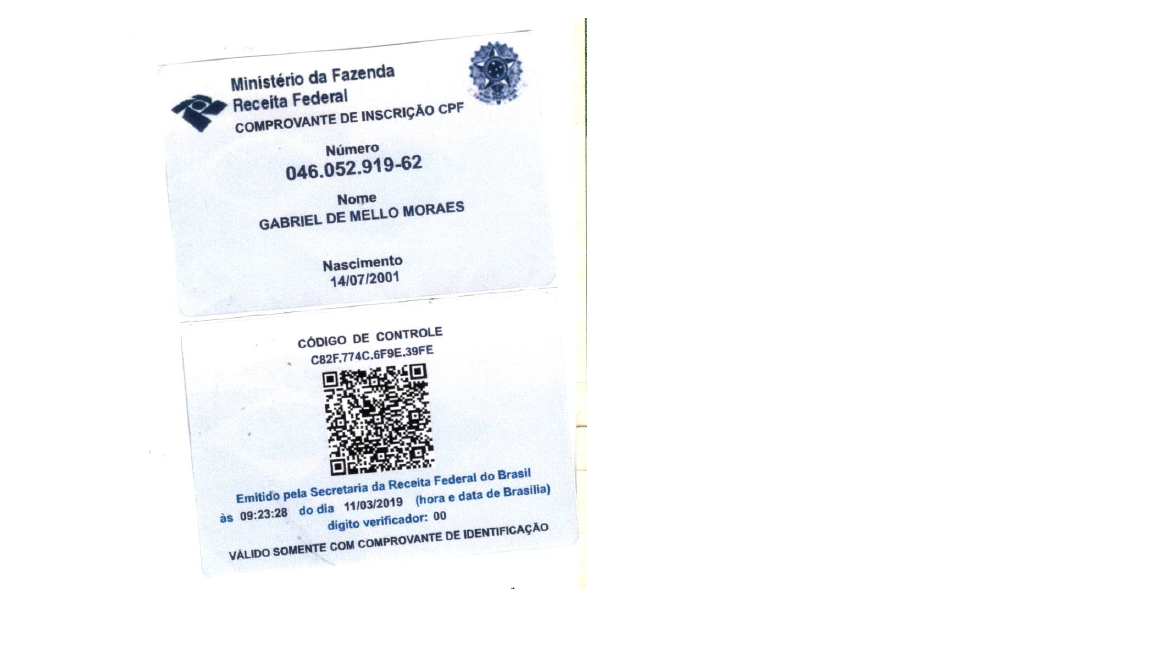 Ministério da Fazenda
Receita Federal
COMPROVANTE DE INSCRIÇÃO CPF
Número
046.052.919-62
Nome
GABRIEL DE MELLO MORAES
Nascimento
14/07/2001
CÓDIGO DE CONTROLE
C82F.774C.6F9E.39FE
Emitido pela Secretaria da Receita Federal do Brasil
às 09:23:28 do dia 11/03/2019 (hora e data de Brasília)
dígito verificador: 00
VÁLIDO SOMENTE COM COMPROVANTE DE IDENTIFICAÇÃO